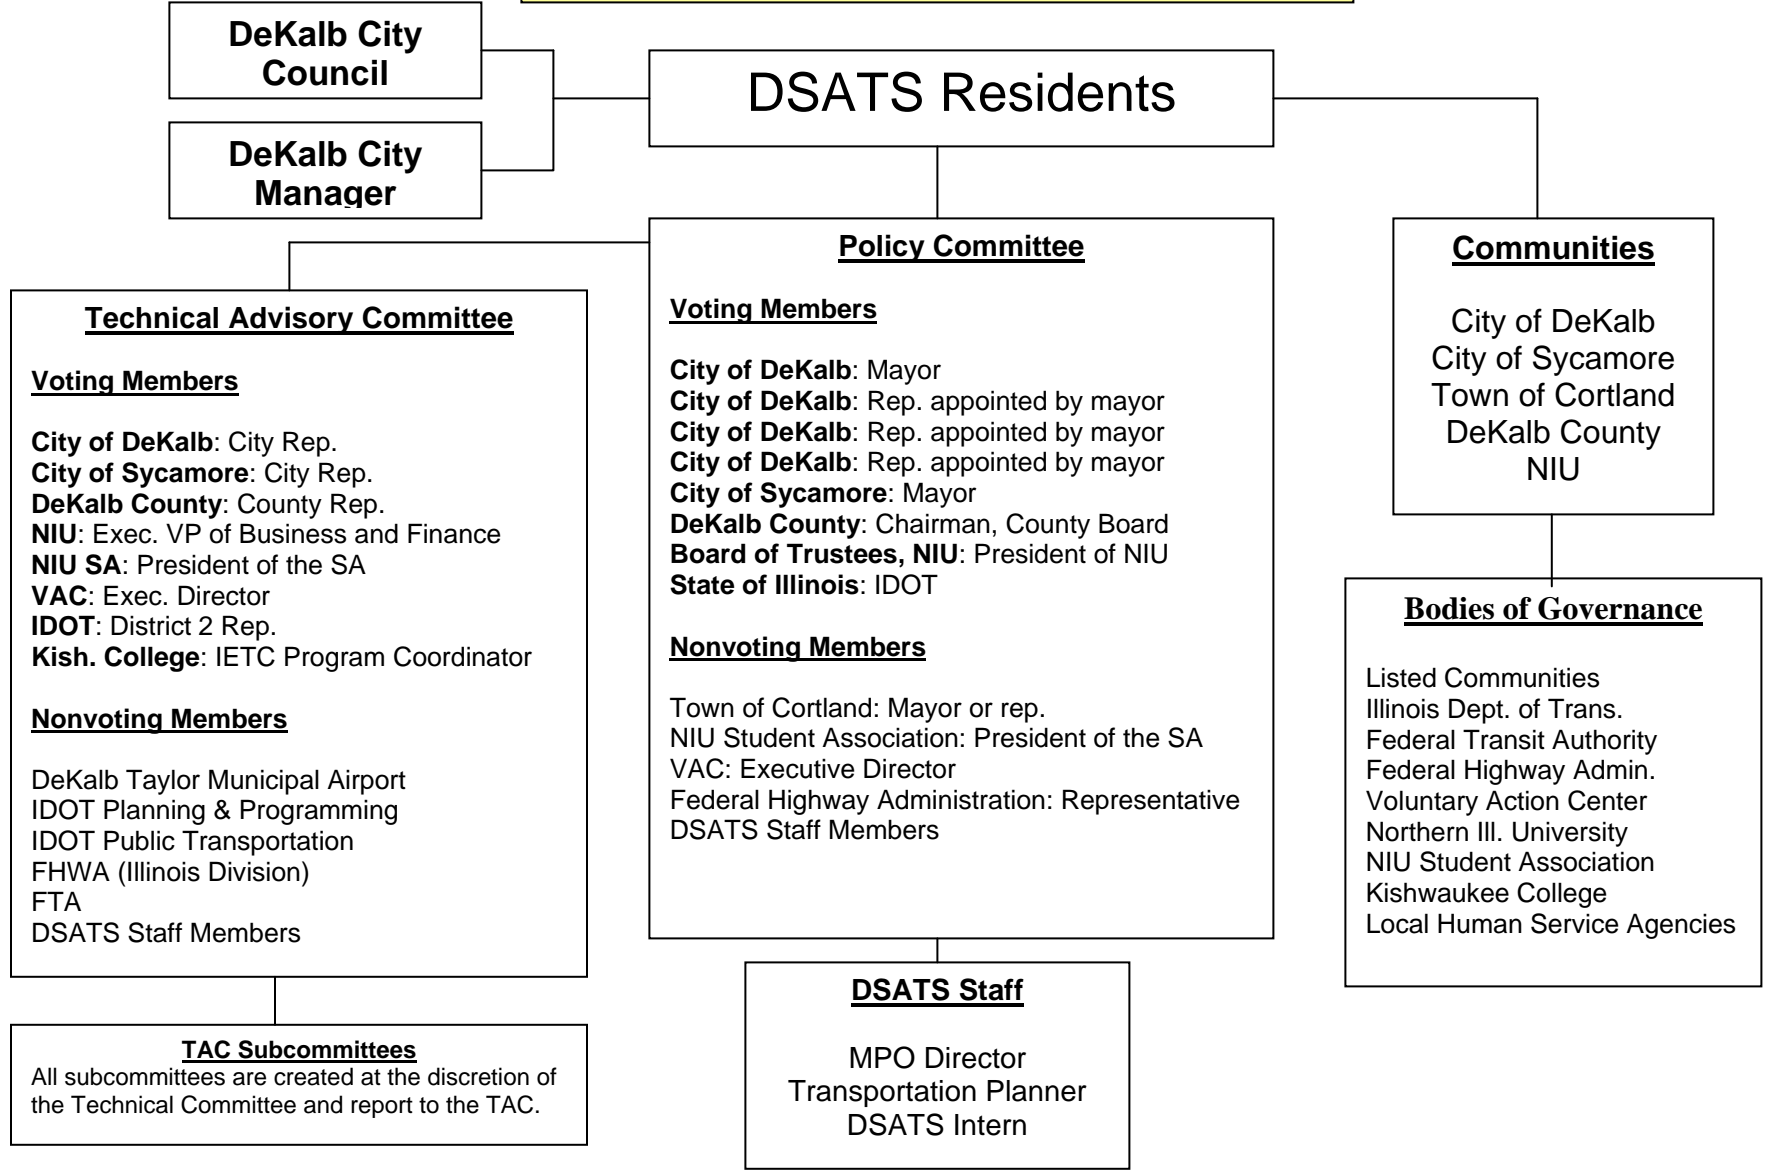 DeKalb City
Council
DSATS Residents
DeKalb City
Manager
Policy Committee
Voting Members
City of DeKalb: Mayor
City of DeKalb: Rep. appointed by mayor
City of DeKalb: Rep. appointed by mayor
City of DeKalb: Rep. appointed by mayor
City of Sycamore: Mayor
DeKalb County: Chairman, County Board
Board of Trustees, NIU: President of NIU
State of Illinois: IDOT
Nonvoting Members
Town of Cortland: Mayor or rep.
NIU Student Association: President of the SA
VAC: Executive Director
Federal Highway Administration: Representative
DSATS Staff Members
Communities
City of DeKalb
City of Sycamore
Town of Cortland
DeKalb County
NIU
Technical Advisory Committee
Voting Members
City of DeKalb: City Rep.
City of Sycamore: City Rep.
DeKalb County: County Rep.
NIU: Exec. VP of Business and Finance
NIU SA: President of the SA
VAC: Exec. Director
IDOT: District 2 Rep.
Kish. College: IETC Program Coordinator
Nonvoting Members
DeKalb Taylor Municipal Airport
IDOT Planning & Programming
IDOT Public Transportation
FHWA (Illinois Division)
FTA
DSATS Staff Members
Bodies of Governance
Listed Communities
Illinois Dept. of Trans.
Federal Transit Authority
Federal Highway Admin.
Voluntary Action Center
Northern Ill. University
NIU Student Association
Kishwaukee College
Local Human Service Agencies
TAC Subcommittees
All subcommittees are created at the discretion of
the Technical Committee and report to the TAC.
DSATS Staff
MPO Director
Transportation Planner
DSATS Intern